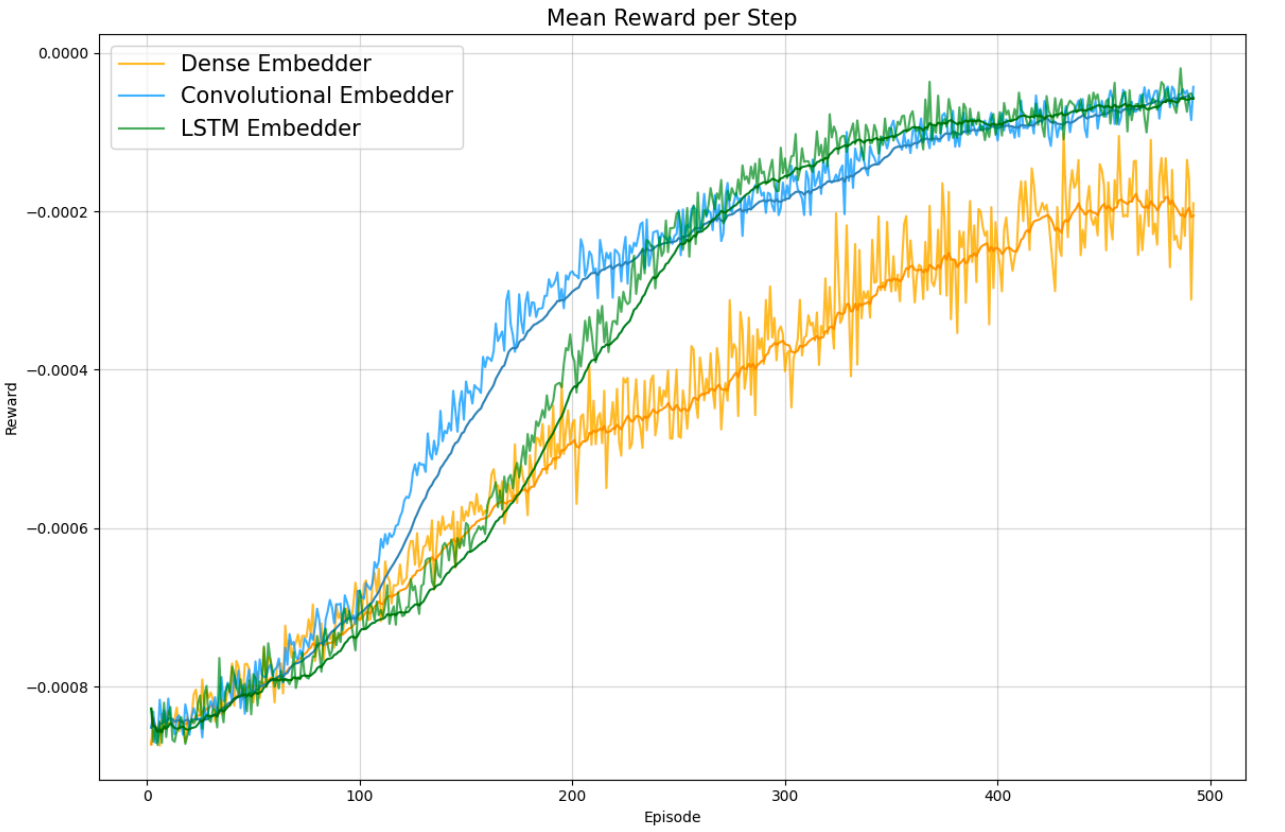 Mean Reward per Step
Dense Embedder
Convolutional Embedder
LSTM Embedder
0.0000
−0.0002
−0.0004
−0.0006
−0.0008
Reward
0 100 200 300 400 500
Episode